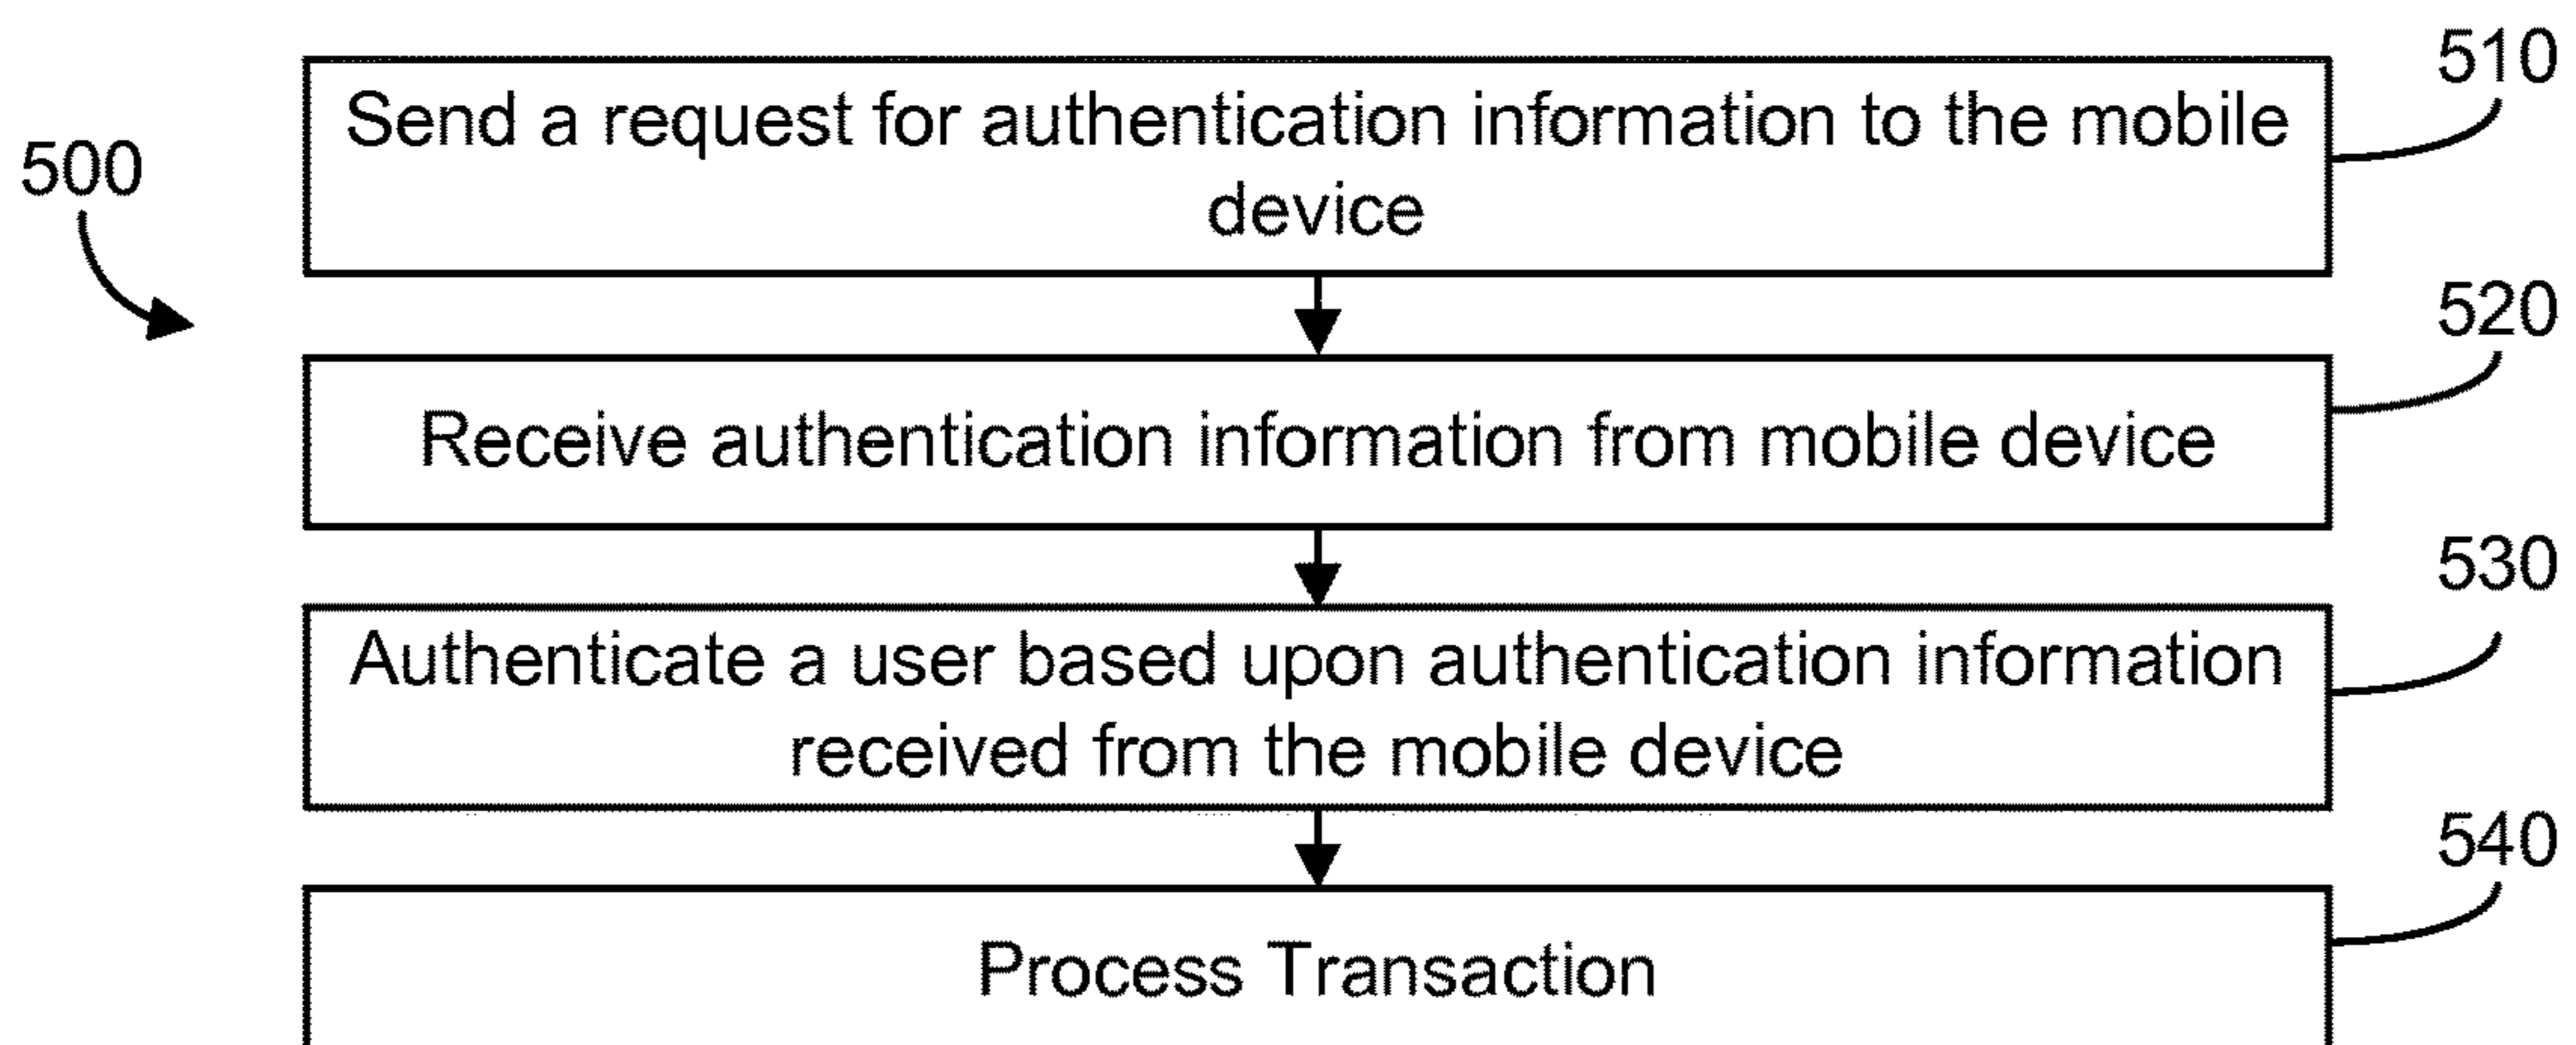 510
Send a request for authentication information to the mobile
device
500
520
Receive authentication information from mobile device
530
Authenticate a user based upon authentication information
received from the mobile device
540
Process Transaction